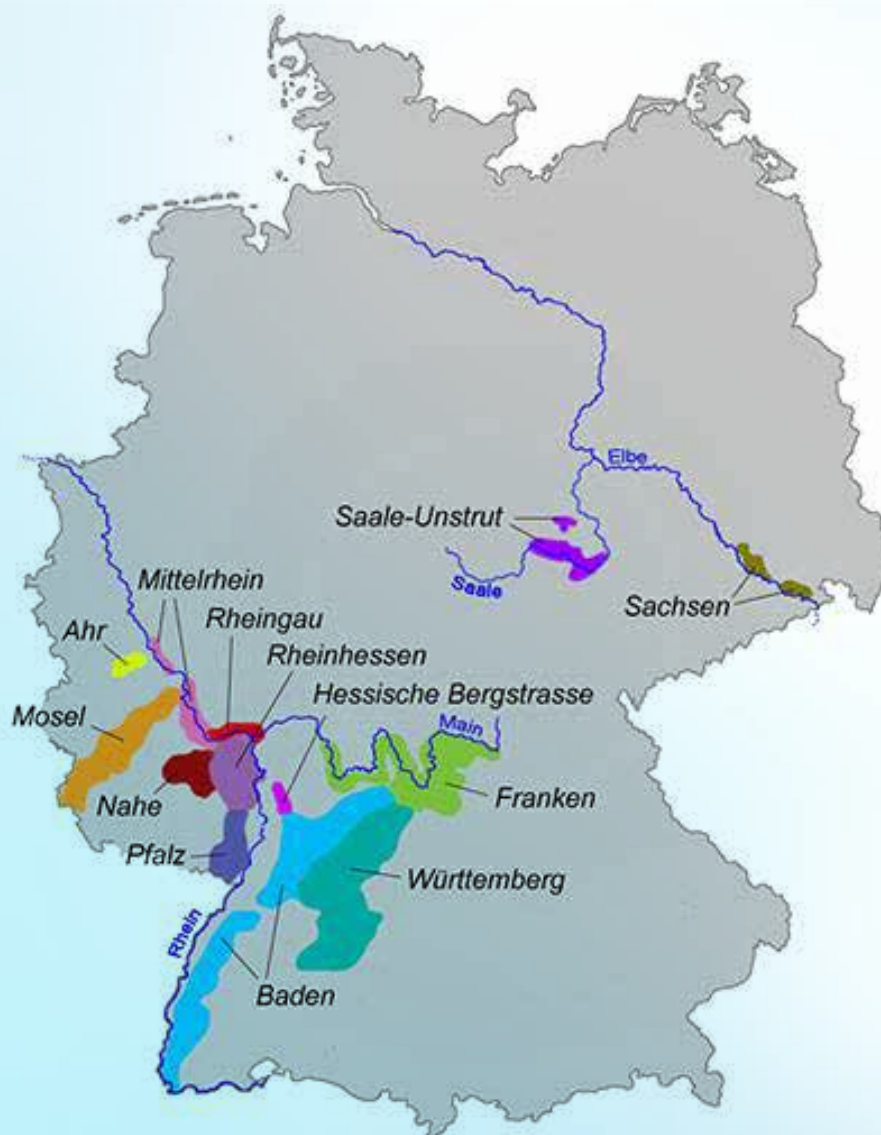 Elbe
Saale-Unstrut
Saale
Sachsen
Mittelrhein
Rheingau
Ahr
Rheinhessen
Hessische Bergstrasse
Mosel
Main
Nahe
Franken
Pfalz
Württemberg
Rhein
Baden